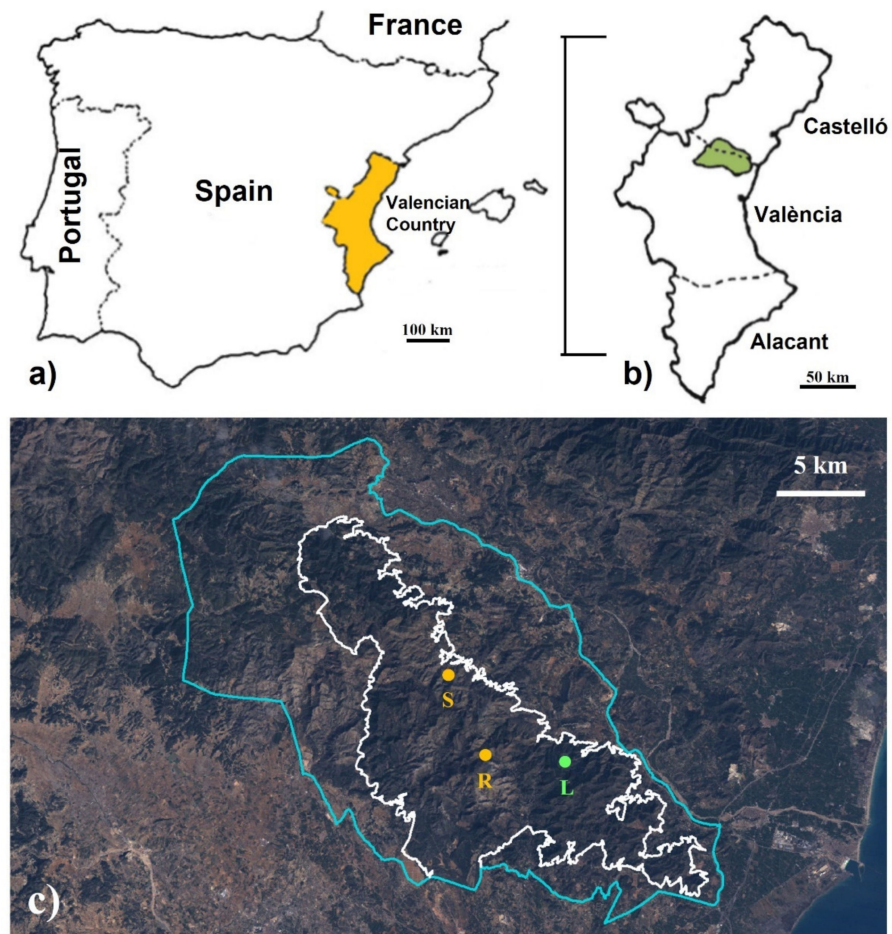 France
Portugal
Spain
Valencian
Country
100 km
a)
Castelló
València
Alacant
b)
50 km
5 km
S
R
L
c)